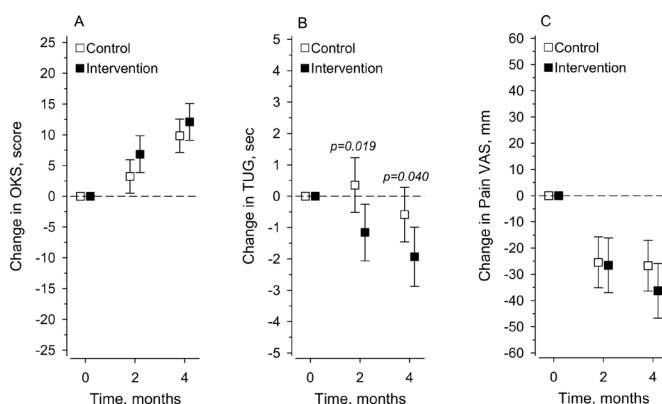 A
□ Control
■ Intervention
Change in OKS, score
25
20
15
10
5
0
-5
-10
-15
-20
-25
0 2 4
Time, months
B
□ Control
■ Intervention
Change in TUG, sec
5
4
3
2
1
0
-1
-2
-3
-4
-5
p=0.019
p=0.040
0 2 4
Time, months
C
□ Control
■ Intervention
Change in Pain VAS, mm
60
50
40
30
20
10
0
-10
-20
-30
-40
-50
-60
0 2 4
Time, months